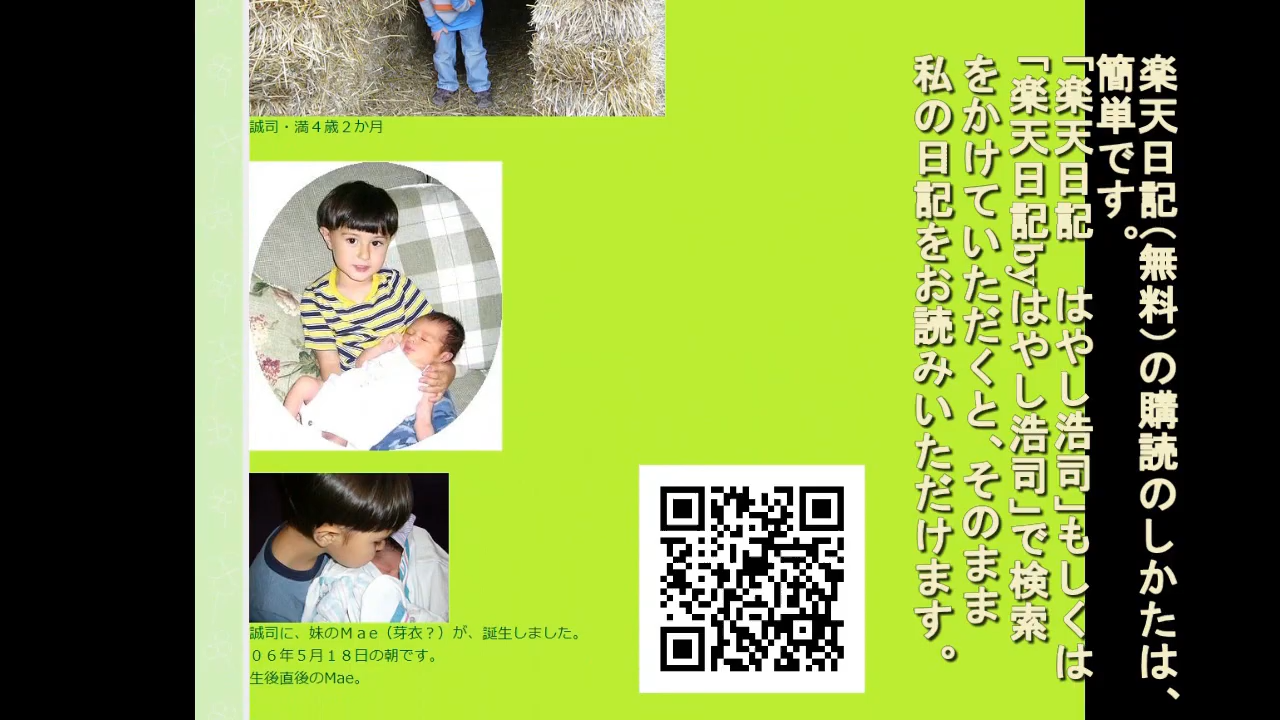 楽天日記(無料)の購読のしかたは、
簡単です。
「楽天日記　はやし浩司」もしくは
「楽天日記byはやし浩司」で検索
をかけていただくと、そのまま
私の日記をお読みいただけます。
誠司・満４歳２か月
誠司に、妹のＭａｅ（芽衣？）が、誕生しました。
０６年５月１８日の朝です。
生後直後のMae。